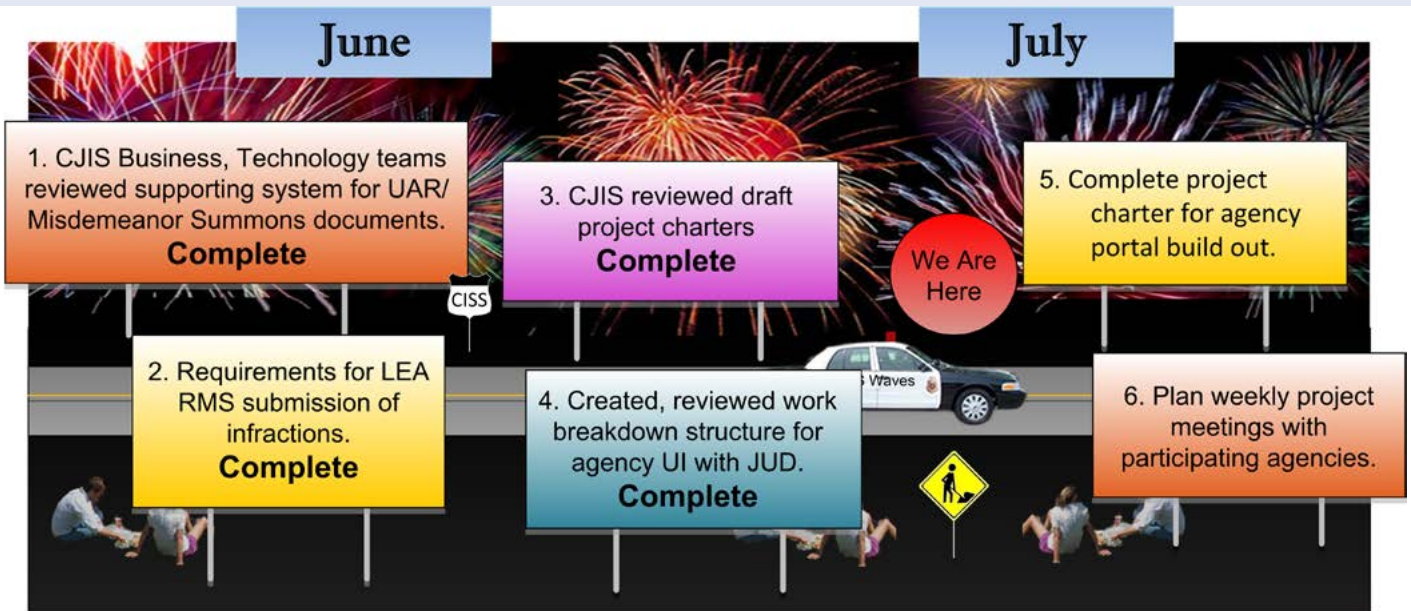 June
July
1. CJIS Business, Technology teams
reviewed supporting system for UAR/
Misdemeanor Summons documents.
Complete
2. Requirements for LEA
RMS submission of
infractions.
Complete
CISS
3. CJIS reviewed draft
project charters
Complete
4. Created, reviewed work
breakdown structure for
agency UI with JUD.
Complete
We Are
Here
Waves
5. Complete project
charter for agency
portal build out.
6. Plan weekly project
meetings with
participating agencies.